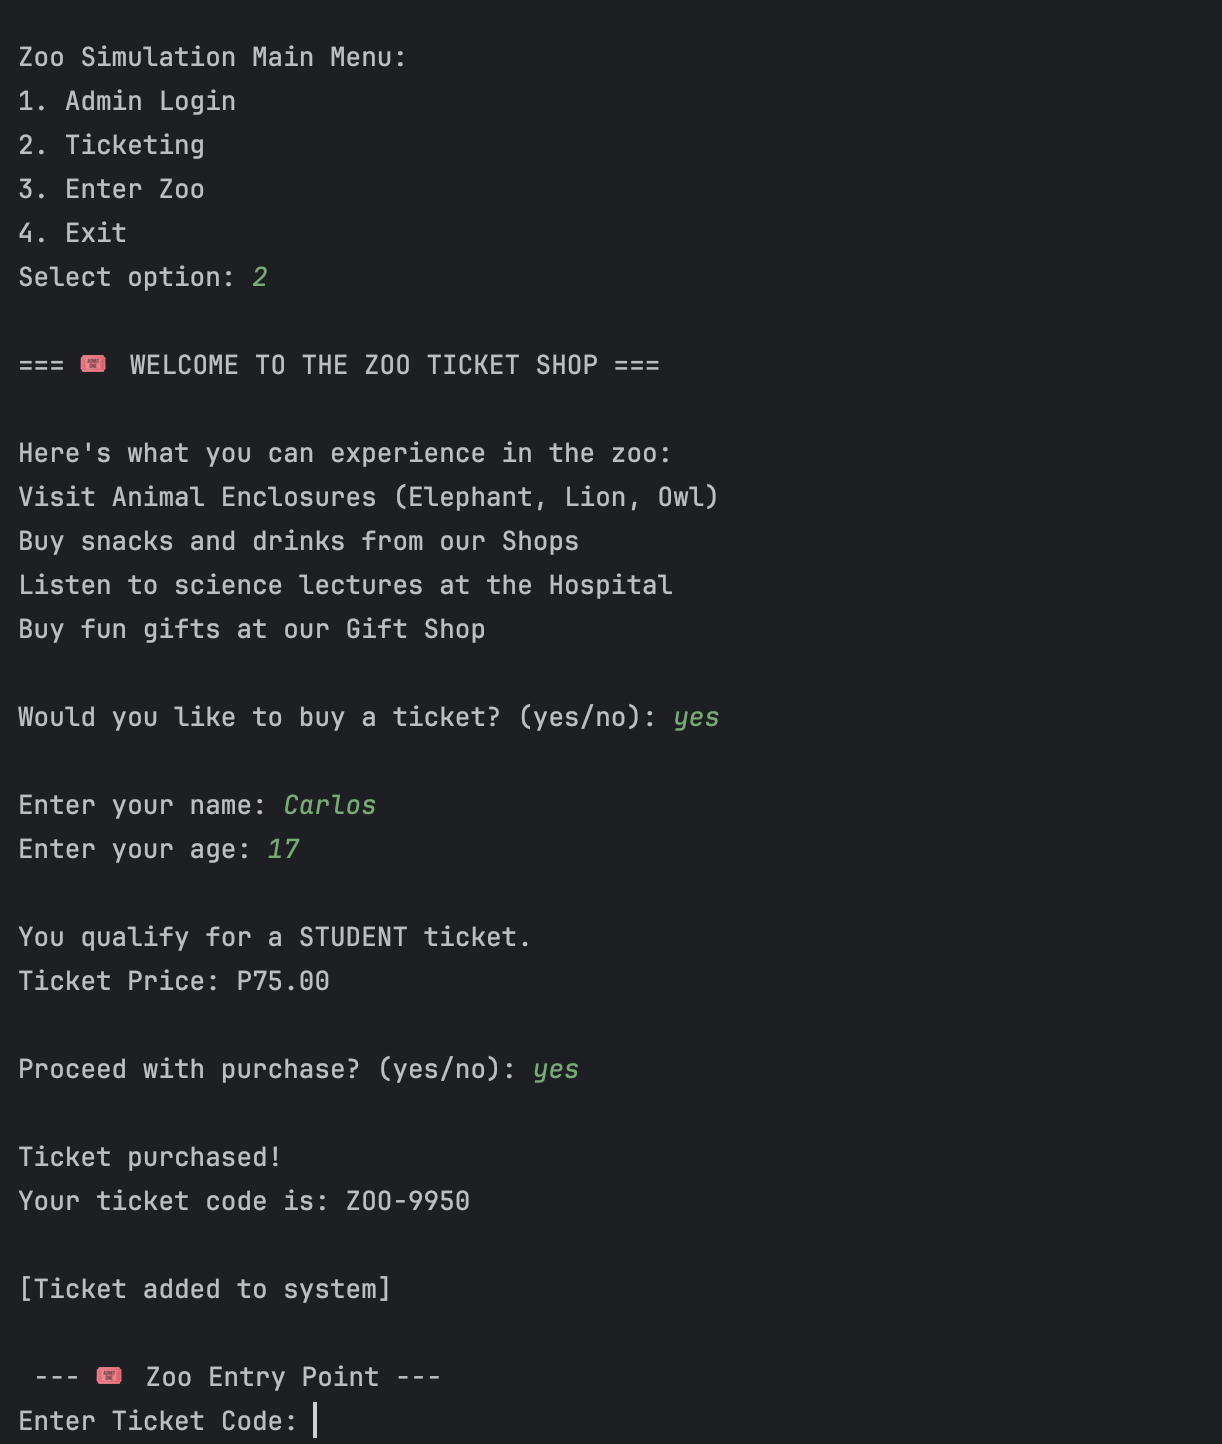 Zoo Simulation Main Menu:
1. Admin Login
2. Ticketing
3. Enter Zoo
4. Exit
Select option: 2
=== 🎟 WELCOME TO THE ZOO TICKET SHOP ===
Here's what you can experience in the zoo:
Visit Animal Enclosures (Elephant, Lion, Owl)
Buy snacks and drinks from our Shops
Listen to science lectures at the Hospital
Buy fun gifts at our Gift Shop
Would you like to buy a ticket? (yes/no): yes
Enter your name: Carlos
Enter your age: 17
You qualify for a STUDENT ticket.
Ticket Price: P75.00
Proceed with purchase? (yes/no): yes
Ticket purchased!
Your ticket code is: ZOO-9950
[Ticket added to system]
--- 🎟 Zoo Entry Point ---
Enter Ticket Code: